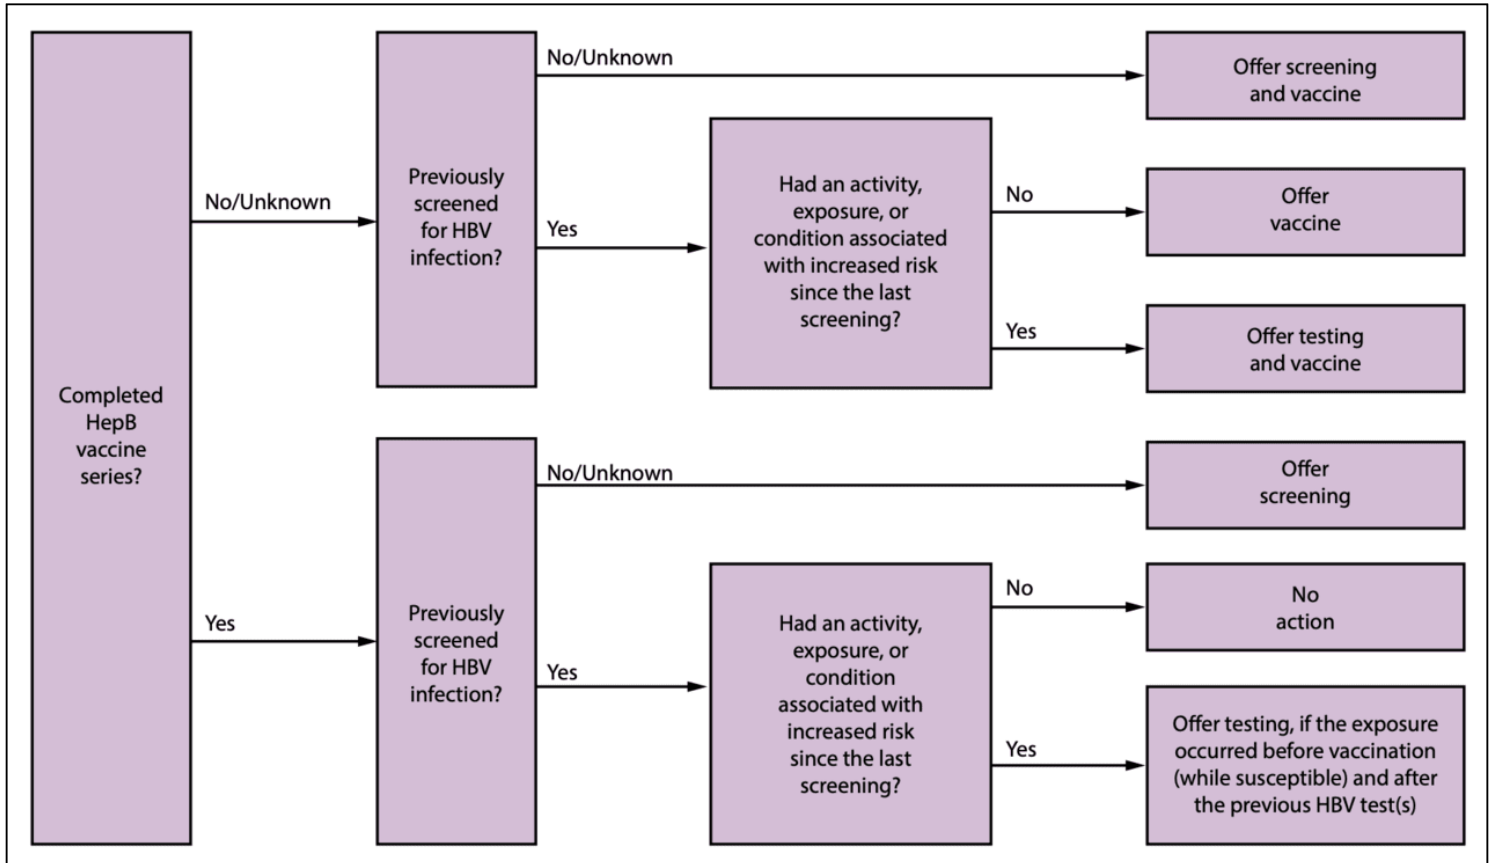 Completed
HepB
vaccine
series?
No/Unknown
Previously
screened
for HBV
infection?
No/Unknown
Offer screening
and vaccine
Yes
Had an activity,
exposure, or
condition associated
with increased risk
since the last
screening?
No
Offer
vaccine
Yes
Offer testing
and vaccine
Yes
Previously
screened
for HBV
infection?
No/Unknown
Offer
screening
Yes
Had an activity,
exposure, or
condition
associated with
increased risk
since the last
screening?
No
No
action
Yes
Offer testing, if the exposure
occurred before vaccination
(while susceptible) and after
the previous HBV test(s)